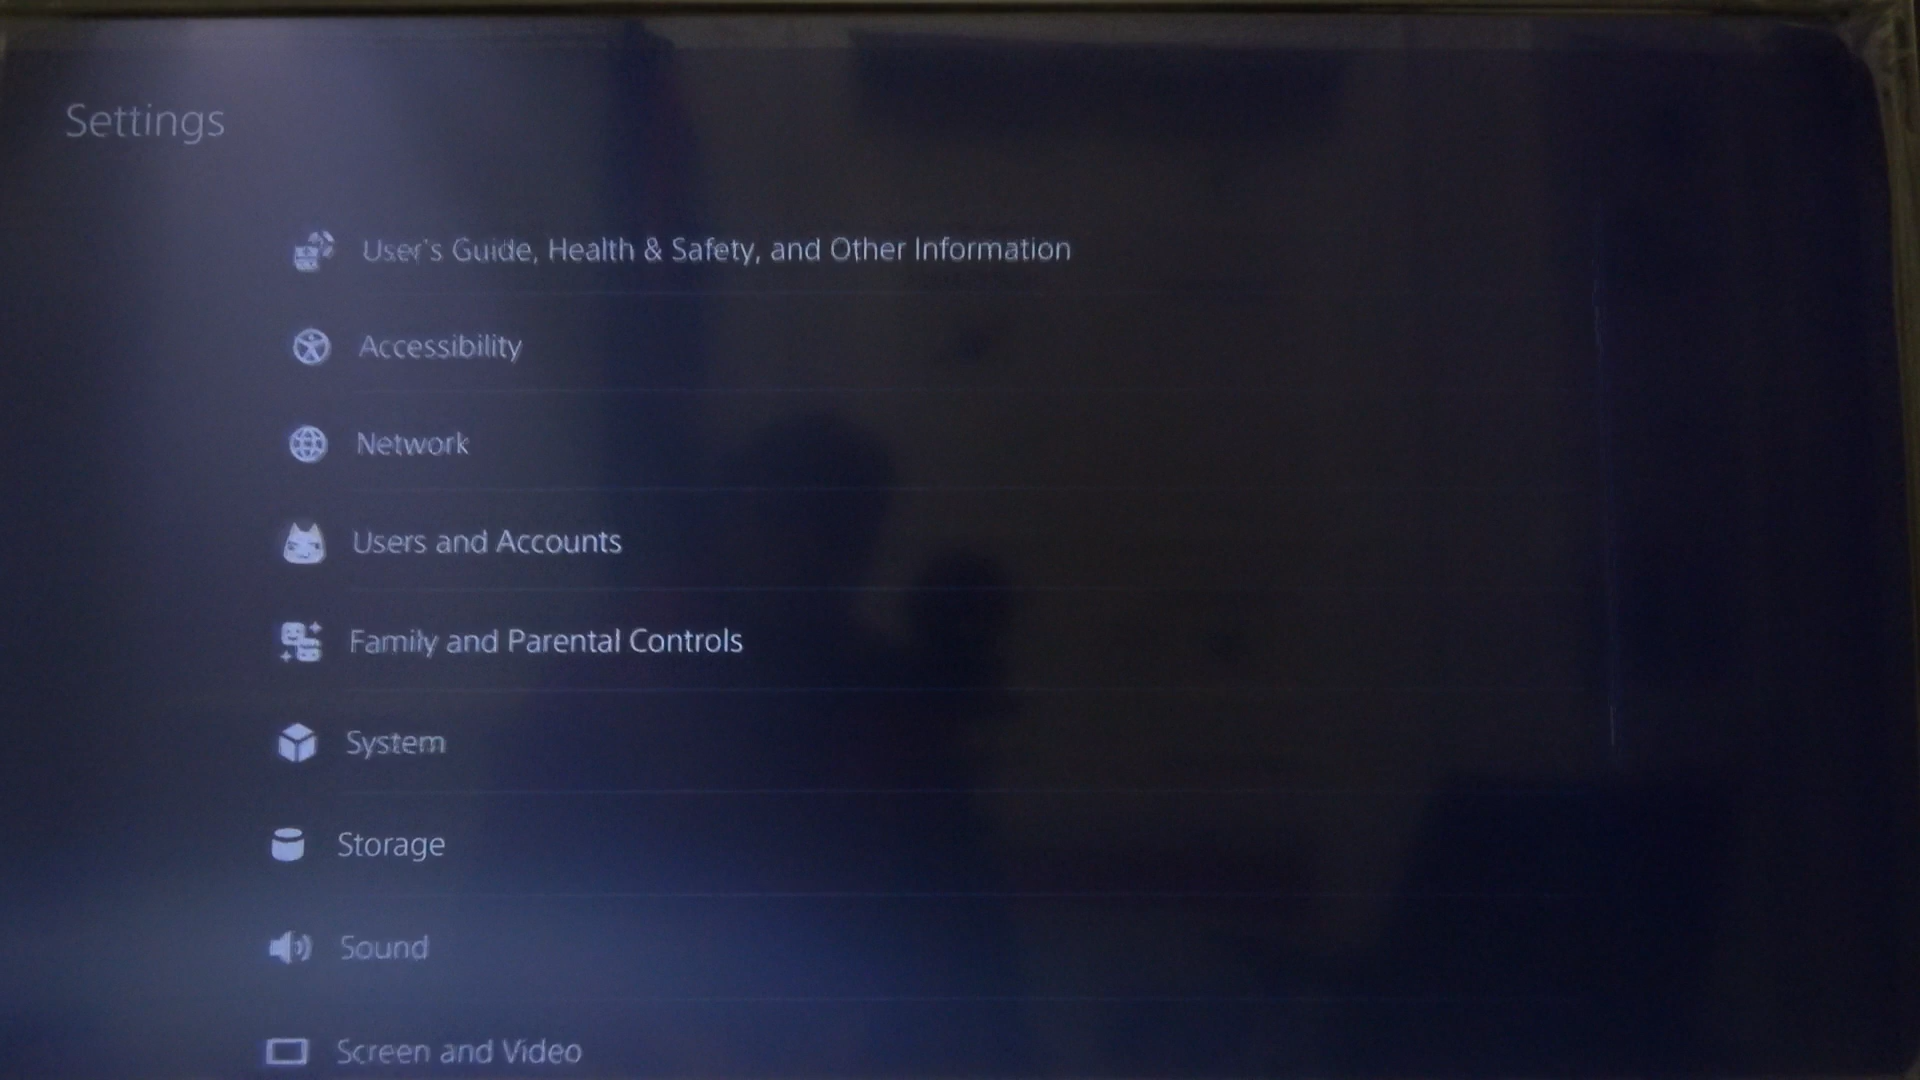 Settings
User's Guide, Health & Safety, and Other Information
Accessibility
Network
Users and Accounts
Family and Parental Controls
System
Storage
Sound
Screen and Video